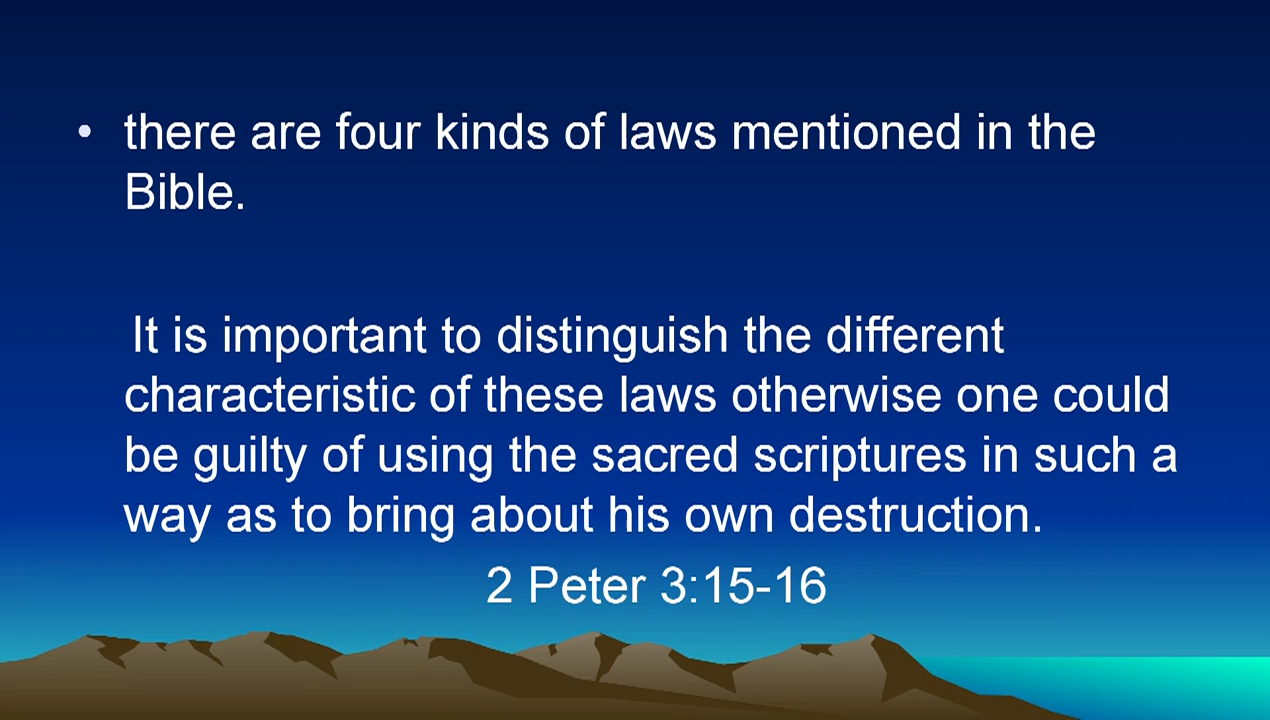 • there are four kinds of laws mentioned in the
Bible.
It is important to distinguish the different
characteristic of these laws otherwise one could
be guilty of using the sacred scriptures in such a
way as to bring about his own destruction.
2 Peter 3:15-16